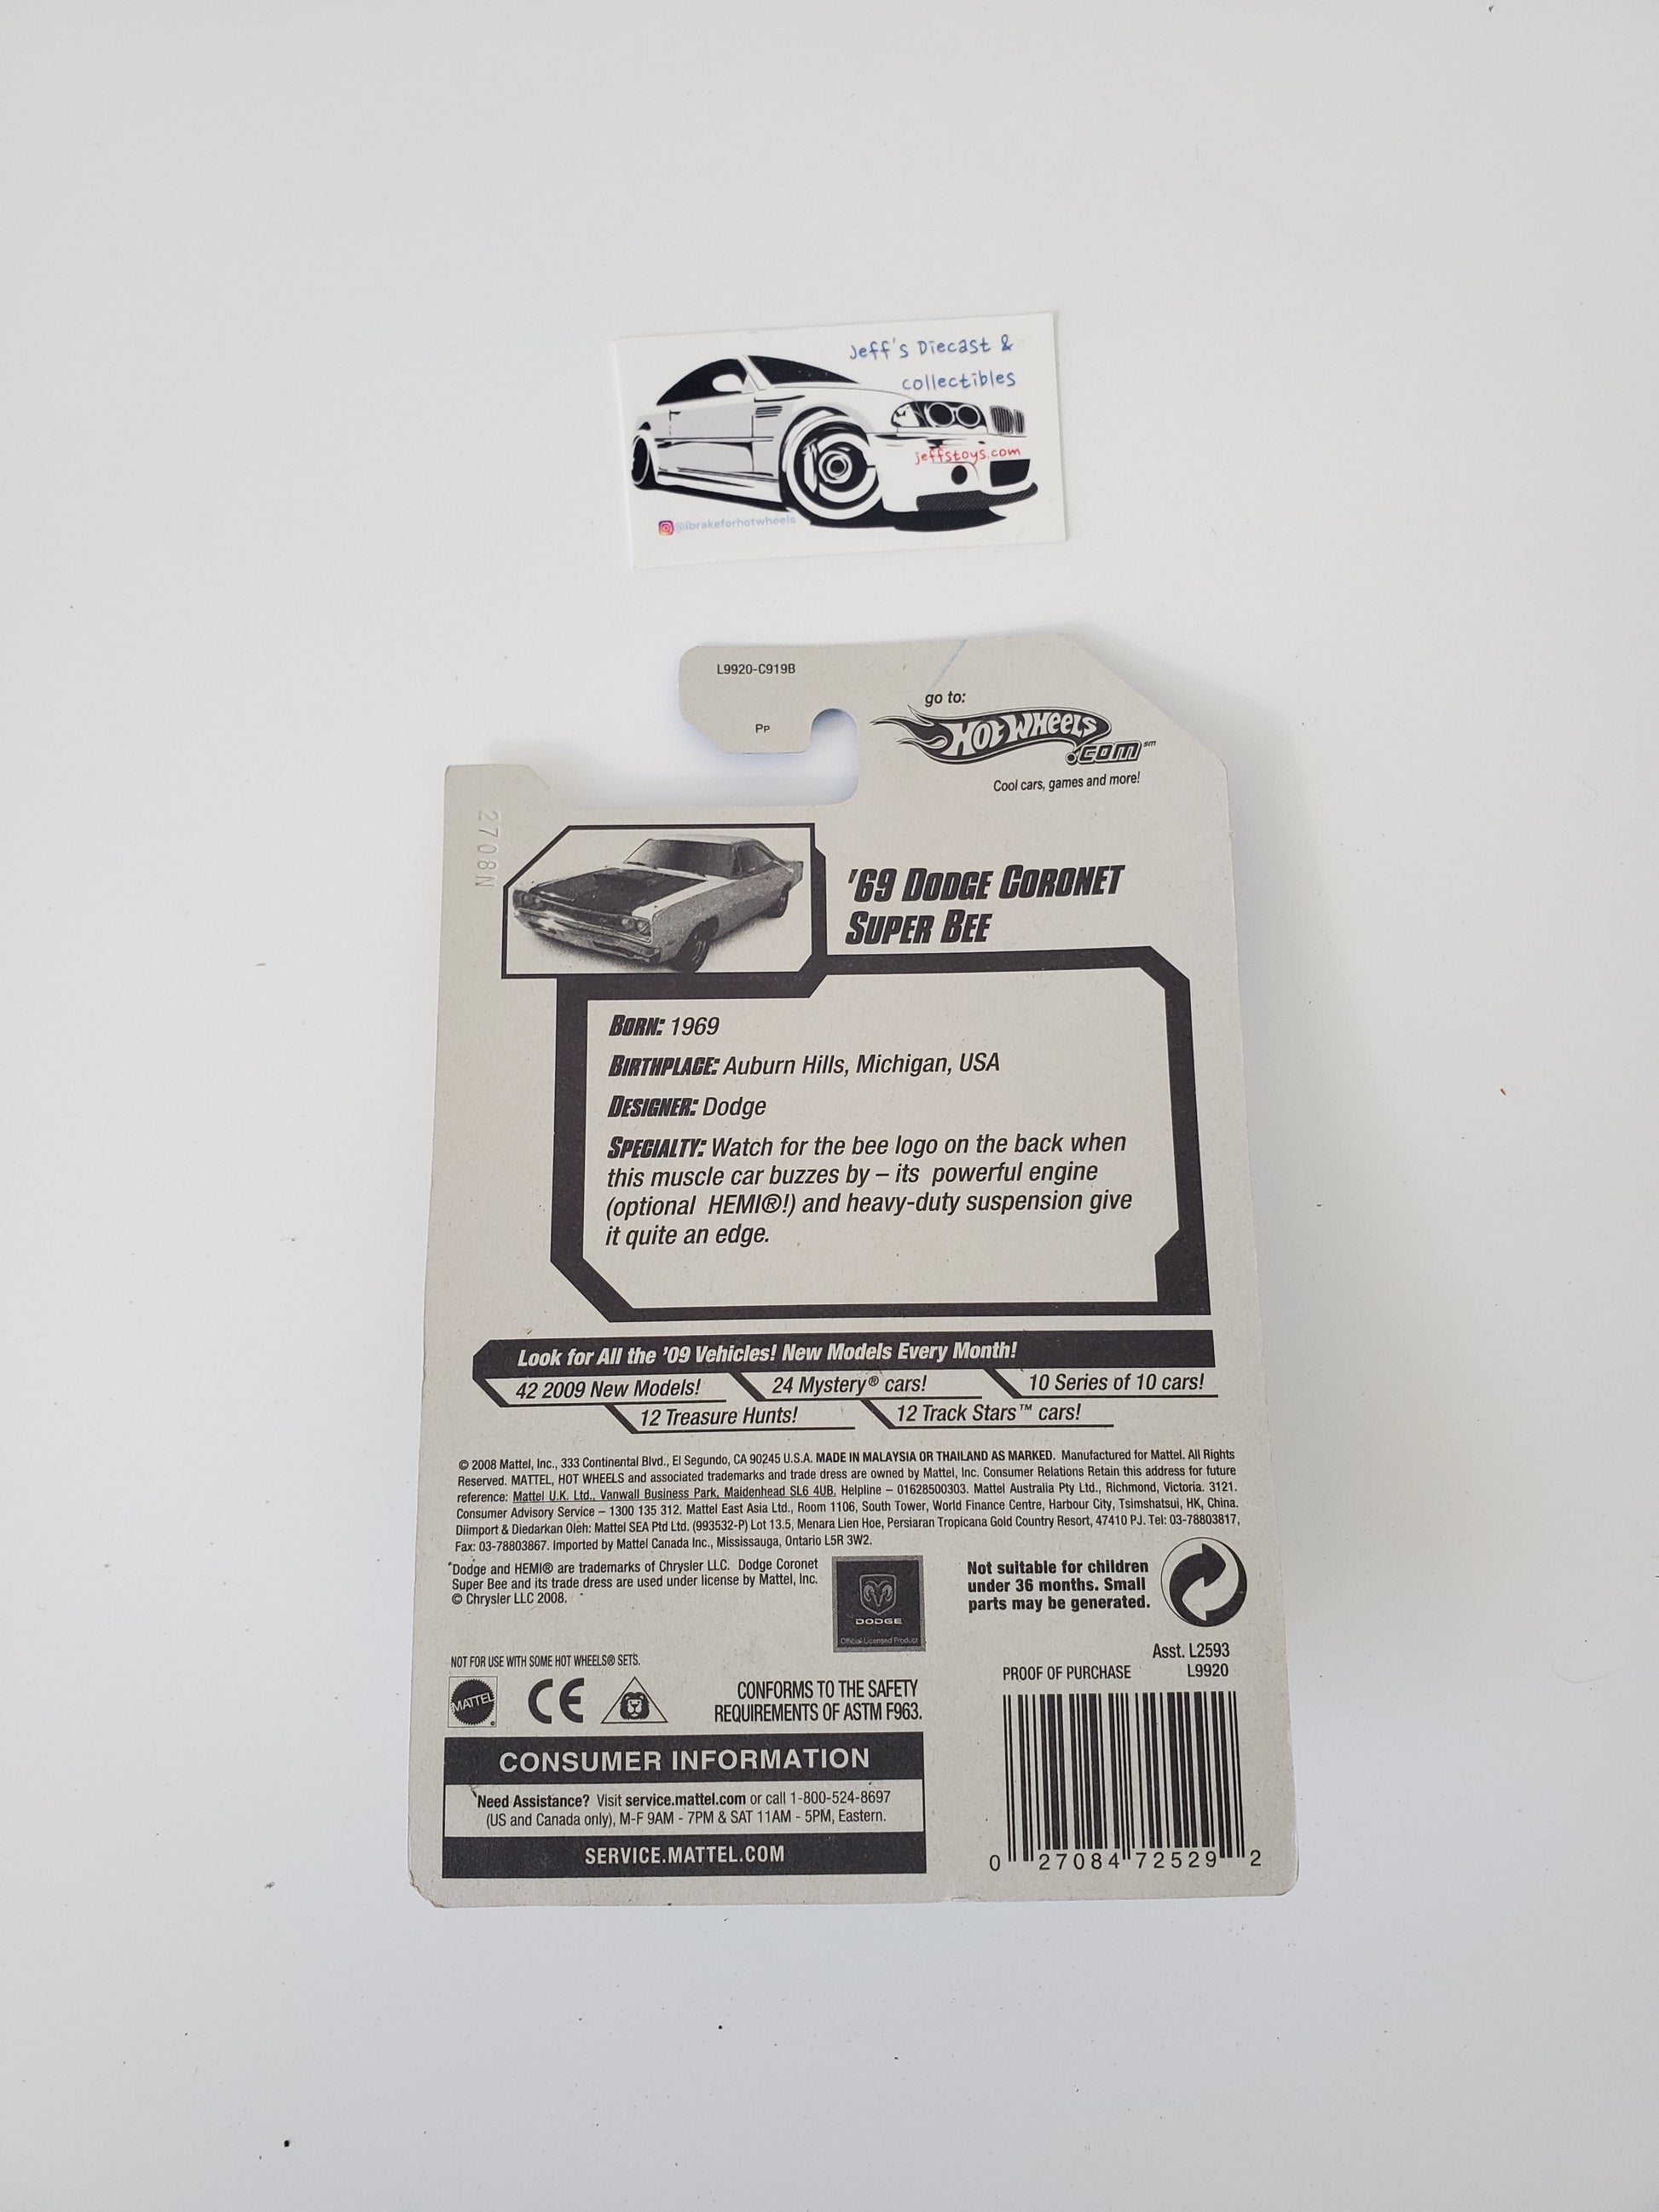 Jeff's Diecast &
collectibles
jeffstoys.com
@ibrakeforhotwheels
L9920-C919B
PP
go to:
HOT WHEELS
.COM℠
Cool cars, games and more!
2708N
'69 DODGE CORONET
SUPER BEE
BORN: 1969
BIRTHPLACE: Auburn Hills, Michigan, USA
DESIGNER: Dodge
SPECIALTY: Watch for the bee logo on the back when
this muscle car buzzes by – its powerful engine
(optional HEMI®!) and heavy-duty suspension give
it quite an edge.
Look for All the '09 Vehicles! New Models Every Month!
42 2009 New Models!
24 Mystery® cars!
10 Series of 10 cars!
12 Treasure Hunts!
12 Track Stars™ cars!
© 2008 Mattel, Inc., 333 Continental Blvd., El Segundo, CA 90245 U.S.A. MADE IN MALAYSIA OR THAILAND AS MARKED. Manufactured for Mattel. All Rights
Reserved. MATTEL, HOT WHEELS and associated trademarks and trade dress are owned by Mattel, Inc. Consumer Relations Retain this address for future
reference: Mattel U.K. Ltd., Vanwall Business Park, Maidenhead SL6 4UB. Helpline – 01628500303. Mattel Australia Pty Ltd., Richmond, Victoria. 3121.
Consumer Advisory Service – 1300 135 312. Mattel East Asia Ltd., Room 1106, South Tower, World Finance Centre, Harbour City, Tsimshatsui, HK, China.
Diimport & Diedarkan Oleh: Mattel SEA Ptd Ltd. (993532-P) Lot 13.5, Menara Lien Hoe, Persiaran Tropicana Gold Country Resort, 47410 PJ. Tel: 03-78803817,
Fax: 03-78803867. Imported by Mattel Canada Inc., Mississauga, Ontario L5R 3W2.
Dodge and HEMI® are trademarks of Chrysler LLC. Dodge Coronet
Super Bee and its trade dress are used under license by Mattel, Inc.
© Chrysler LLC 2008.
DODGE
Official Licensed Product
Not suitable for children
under 36 months. Small
parts may be generated.
NOT FOR USE WITH SOME HOT WHEELS® SETS.
MATTEL
CE
CONFORMS TO THE SAFETY
REQUIREMENTS OF ASTM F963.
Asst. L2593
PROOF OF PURCHASE L9920
CONSUMER INFORMATION
Need Assistance? Visit service.mattel.com or call 1-800-524-8697
(US and Canada only), M-F 9AM - 7PM & SAT 11AM - 5PM, Eastern.
SERVICE.MATTEL.COM
0 27084 72529 2